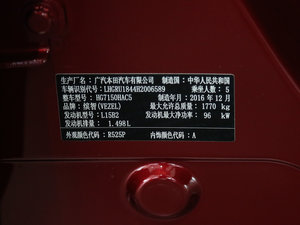 生产厂名：广汽本田汽车有限公司 制造国：中华人民共和国
车辆识别代号：LHGRU1844H2006589 乘坐人数：5
整车型号：HG7150HAC5 制造年月：2016 年 12 月
品牌：缤智(VEZEL) 最大允许总质量：1770 kg
发动机型号：L15B2 发动机最大净功率：96 kW
发动机排量：1.498L
外观颜色代码：R525P 内饰颜色代码：A